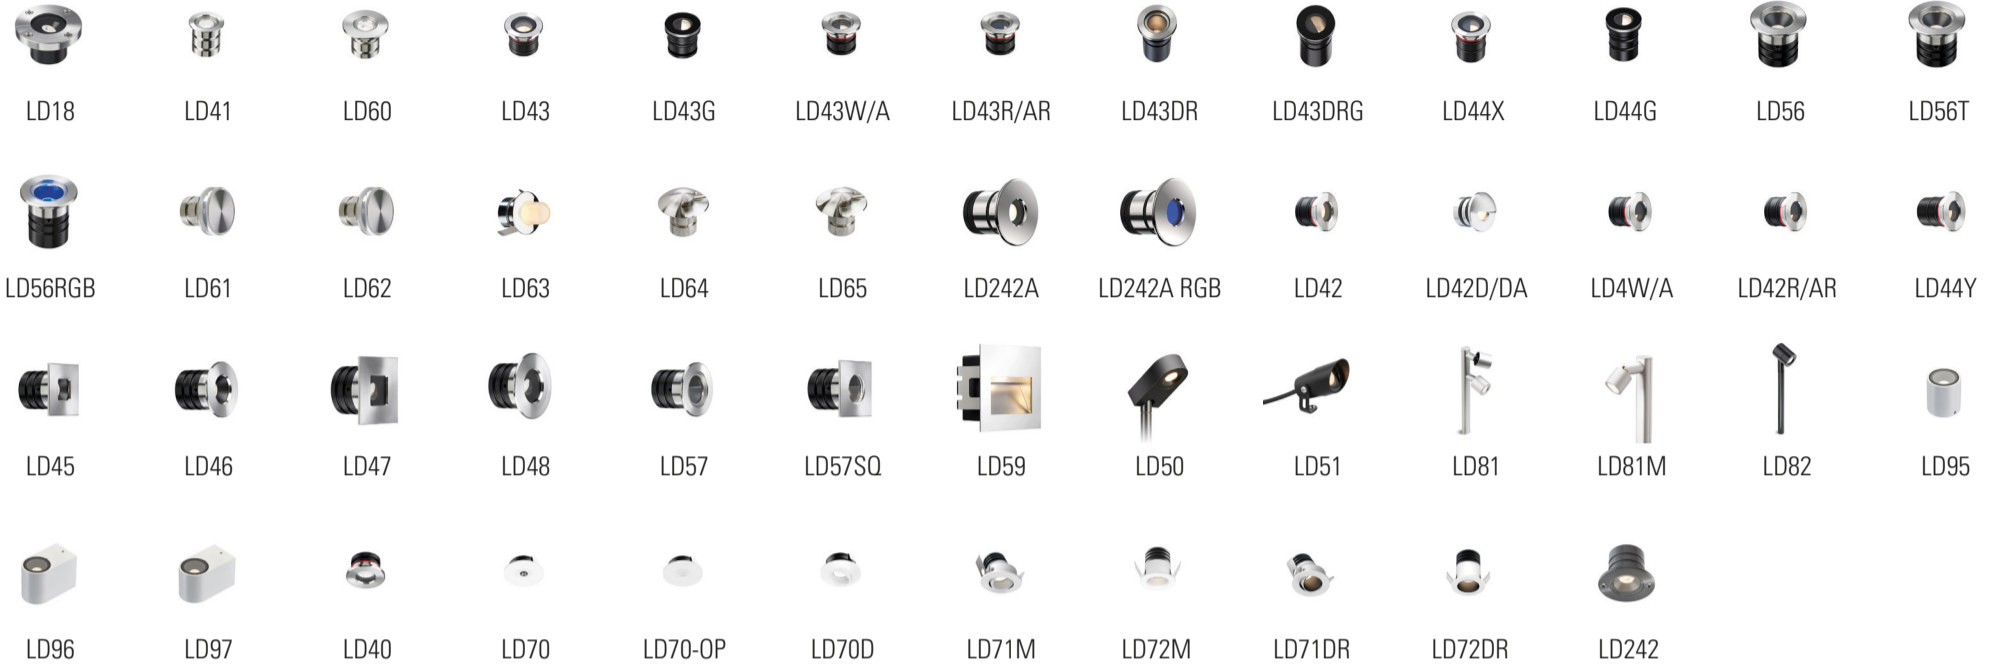 LD18 LD41 LD60 LD43 LD43G LD43W/A LD43R/AR LD43DR LD43DRG LD44X LD44G LD56 LD56T
LD56RGB LD61 LD62 LD63 LD64 LD65 LD242A LD242A RGB LD42 LD42D/DA LD4W/A LD42R/AR LD44Y
LD45 LD46 LD47 LD48 LD57 LD57SQ LD59 LD50 LD51 LD81 LD81M LD82 LD95
LD96 LD97 LD40 LD70 LD70-OP LD70D LD71M LD72M LD71DR LD72DR LD242